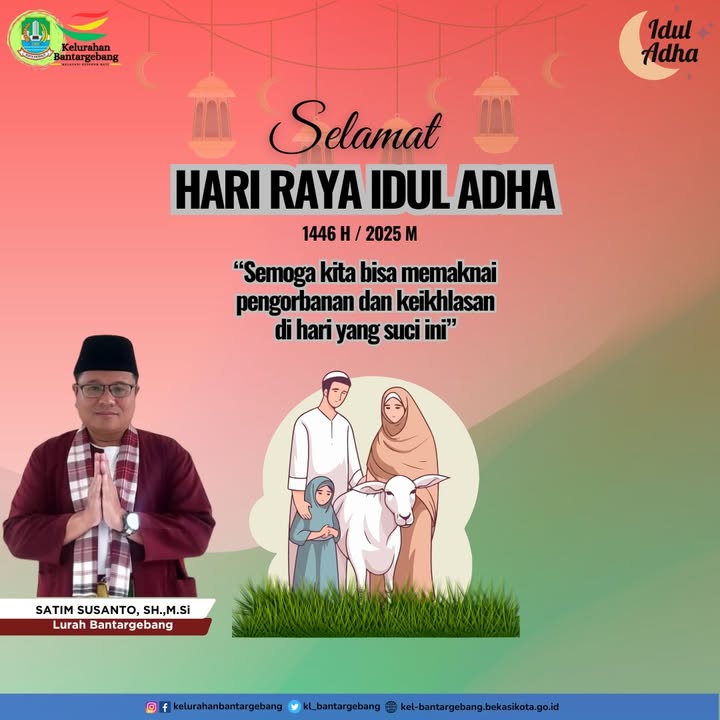 Kelurahan
Bantargebang
Idul
Adha
Selamat
HARI RAYA IDUL ADHA
1446 H / 2025 M
“Semoga kita bisa memaknai
pengorbanan dan keikhlasan
di hari yang suci ini”
SATIM SUSANTO, SH.,M.Si
Lurah Bantargebang
kelurahanbantargebang kl_bantargebang kel-bantargebang.bekasikota.go.id